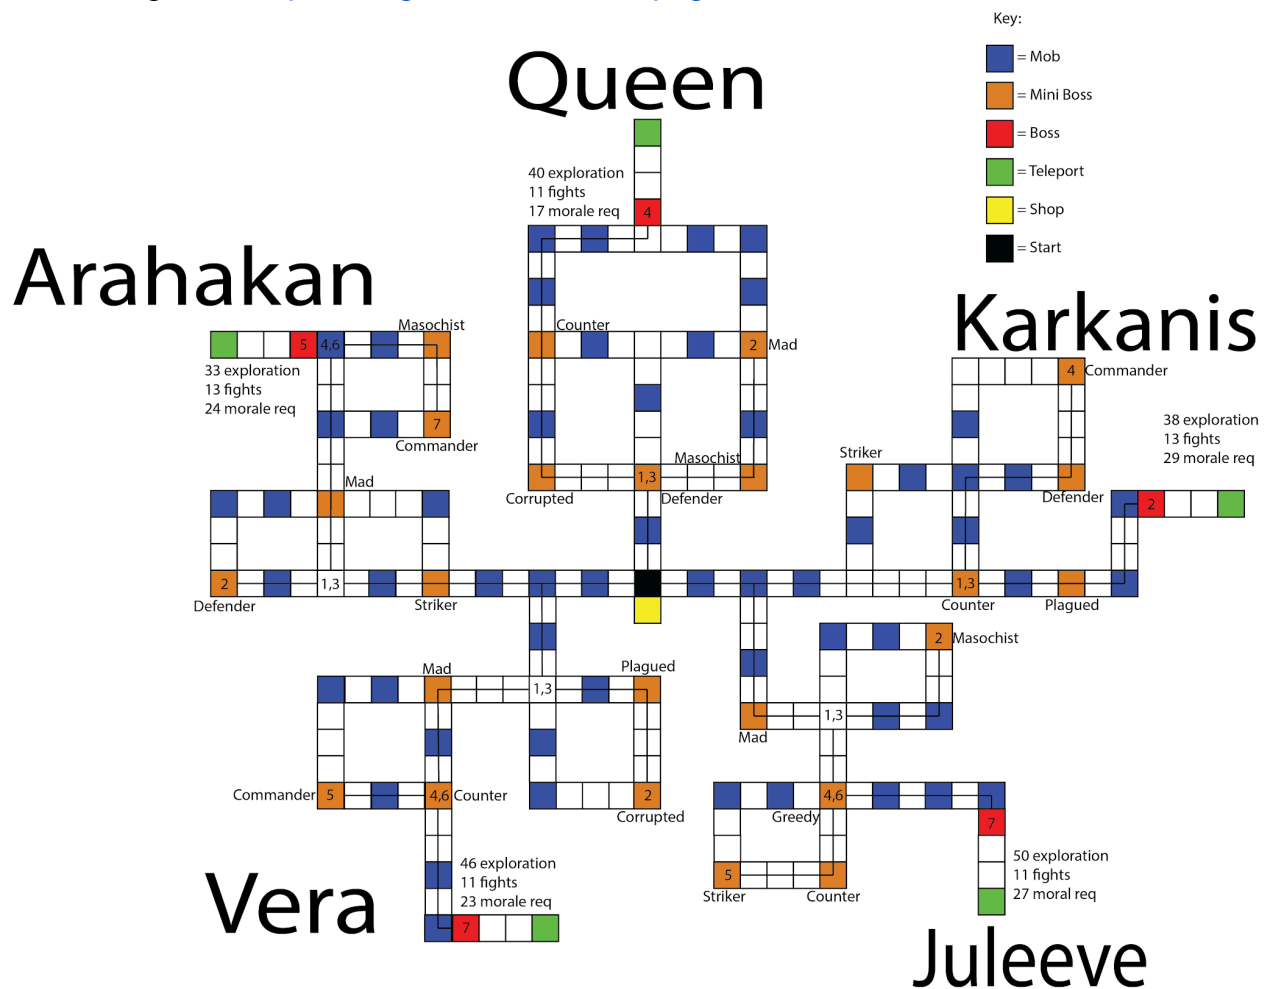 Key:
= Mob
= Mini Boss
= Boss
= Teleport
= Shop
= Start
Queen
40 exploration
11 fights
17 morale req
4
Arahakan
Masochist
5
4,6
33 exploration
13 fights
24 morale req
7
Commander
Mad
2
1,3
Defender
Striker
Counter
2
Mad
Masochist
1,3
Corrupted
Defender
Karkanis
4
Commander
38 exploration
13 fights
29 morale req
Striker
Defender
2
1,3
Counter
Plagued
Mad
Plagued
1,3
Commander
5
4,6
Counter
2
Corrupted
46 exploration
11 fights
23 morale req
7
Vera
2
Masochist
1,3
Mad
4,6
Greedy
7
5
Striker
Counter
50 exploration
11 fights
27 moral req
Juleeve